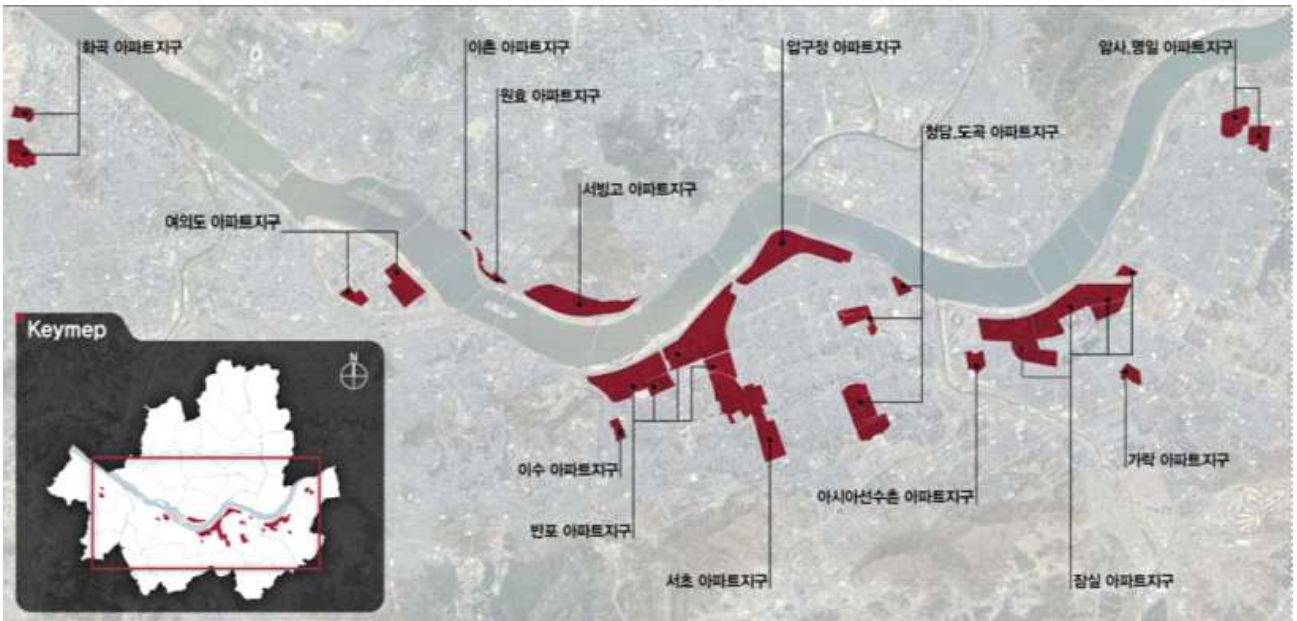 화곡 아파트지구
이촌 아파트지구
압구정 아파트지구
암사.명일 아파트지구
원효 아파트지구
청담.도곡 아파트지구
서빙고 아파트지구
여의도 아파트지구
Keymep
N
이수 아파트지구
가락 아파트지구
아시아선수촌 아파트지구
반포 아파트지구
서초 아파트지구
잠실 아파트지구